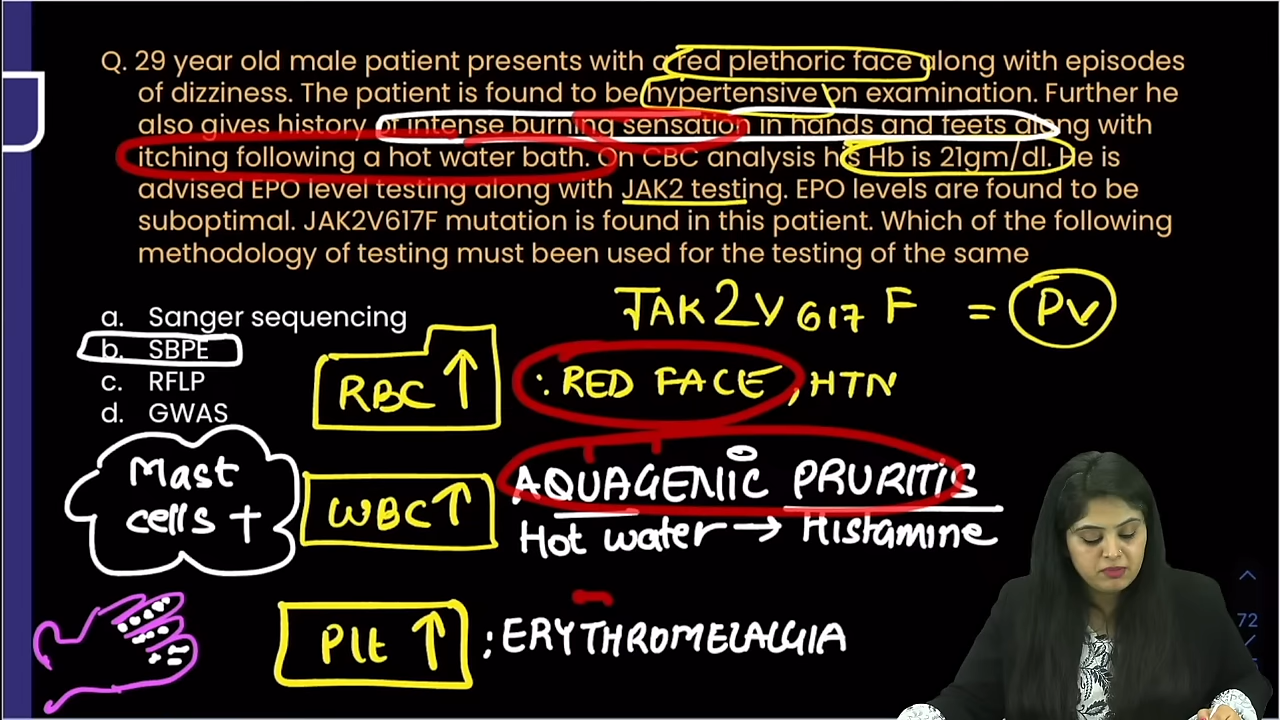 Q. 29 year old male patient presents with a red plethoric face along with episodes
of dizziness. The patient is found to be hypertensive on examination. Further he
also gives history of intense burning sensation in hands and feets along with
itching following a hot water bath. On CBC analysis his Hb is 21gm/dl. He is
advised EPO level testing along with JAK2 testing. EPO levels are found to be
suboptimal. JAK2V617F mutation is found in this patient. Which of the following
methodology of testing must been used for the testing of the same
JAK2V617F = PV
a. Sanger sequencing
b. SBPE
c. RFLP
d. GWAS
RBC ↑ : RED FACE, HTN
Mast
cells +
WBC ↑ AQUAGENIC PRURITIS
Hot water → Histamine
Plt ↑ : ERYTHROMELALGIA
72